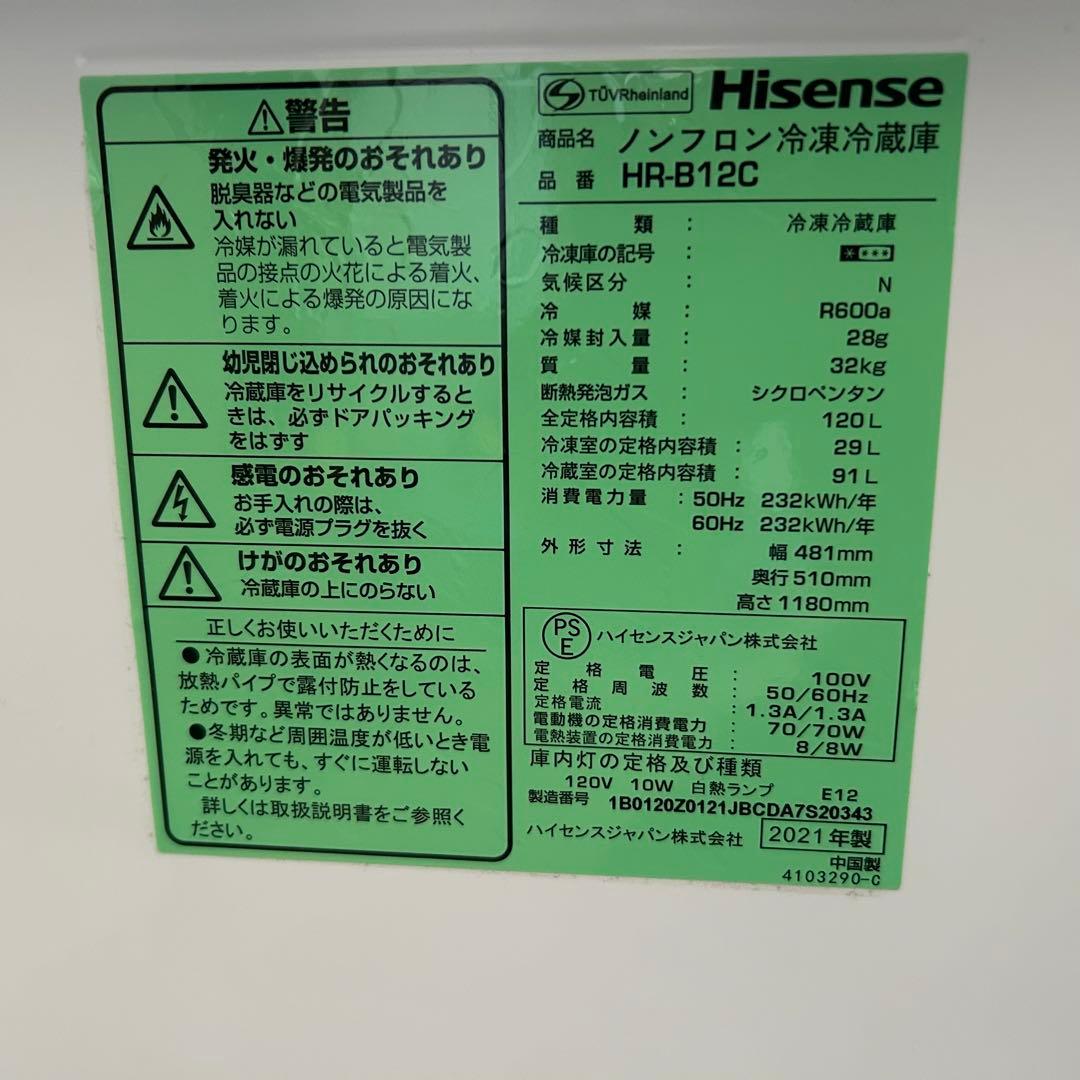 ⚠警告
発火・爆発のおそれあり
脱臭器などの電気製品を
入れない
冷媒が漏れていると電気製
品の接点の火花による着火、
着火による爆発の原因にな
ります。
幼児閉じ込められのおそれあり
冷蔵庫をリサイクルすると
きは、必ずドアパッキング
をはずす
感電のおそれあり
お手入れの際は、
必ず電源プラグを抜く
けがのおそれあり
冷蔵庫の上にのらない
正しくお使いいただくために
●冷蔵庫の表面が熱くなるのは、
放熱パイプで露付防止をしている
ためです。異常ではありません。
●冬期など周囲温度が低いとき電
源を入れても、すぐに運転しない
ことがあります。
詳しくは取扱説明書をご参照く
ださい。
TÜVRheinland Hisense
商品名 ノンフロン冷凍冷蔵庫
品番 HR-B12C
種類: 冷凍冷蔵庫
冷凍庫の記号: * ***
気候区分: N
冷媒: R600a
冷媒封入量: 28g
質量: 32kg
断熱発泡ガス: シクロペンタン
全定格内容積: 120L
冷凍室の定格内容積: 29L
冷蔵室の定格内容積: 91L
消費電力量: 50Hz 232kWh/年
60Hz 232kWh/年
外形寸法: 幅 481mm
奥行 510mm
高さ 1180mm
PSE ハイセンスジャパン株式会社
定格電圧: 100V
定格周波数: 50/60Hz
定格電流: 1.3A/1.3A
電動機の定格消費電力: 70/70W
電熱装置の定格消費電力: 8/8W
庫内灯の定格及び種類
120V 10W 白熱ランプ E12
製造番号 1B0120Z0121JBCDA7S20343
ハイセンスジャパン株式会社 2021年製
中国製
4103290-C